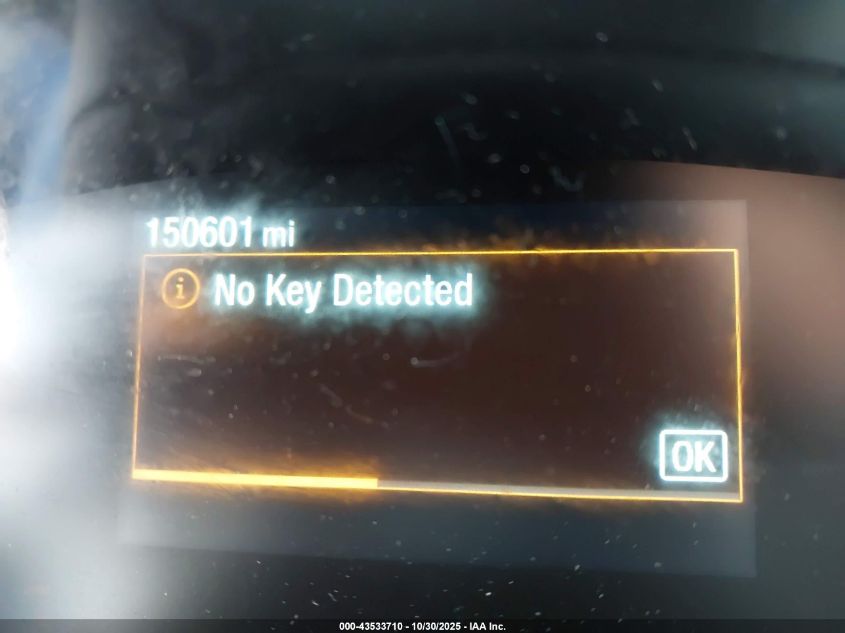 150601 mi
i No Key Detected
OK
000-43533710 - 10/30/2025 - IAA Inc.